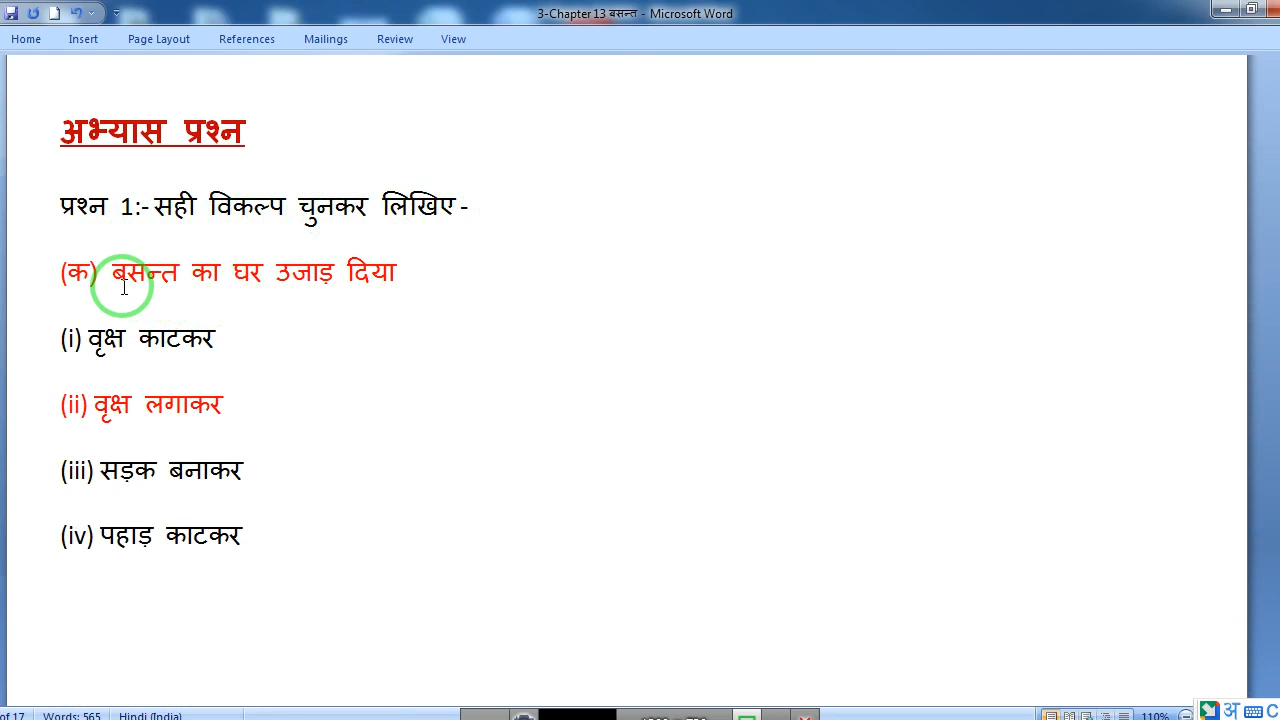 3-Chapter 13 बसन्त - Microsoft Word
Home Insert Page Layout References Mailings Review View
अभ्यास प्रश्न
प्रश्न 1:- सही विकल्प चुनकर लिखिए -
(क) बसन्त का घर उजाड़ दिया
(i) वृक्ष काटकर
(ii) वृक्ष लगाकर
(iii) सड़क बनाकर
(iv) पहाड़ काटकर
of 17 Words: 565 Hindi (India) 110% अ C